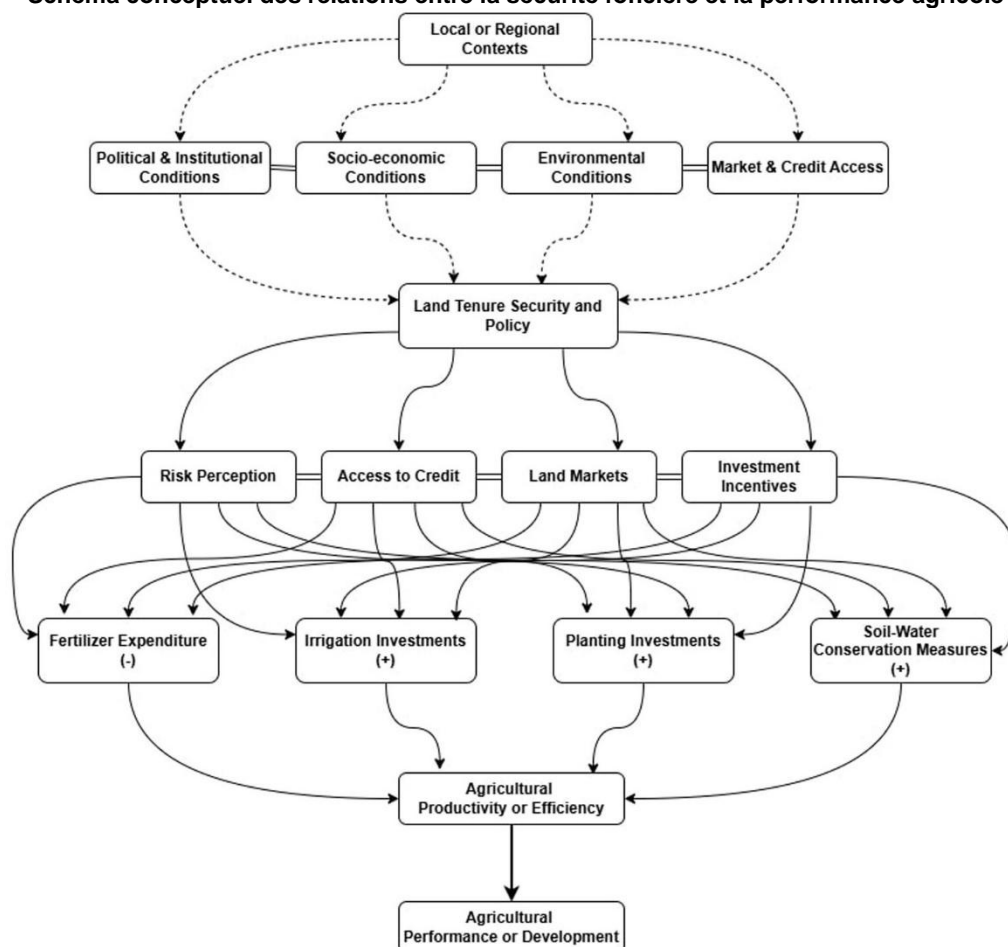 Schéma conceptuel des relations entre la sécurité foncière et la performance agricole
Local or Regional
Contexts
Political & Institutional
Conditions
Socio-economic
Conditions
Environmental
Conditions
Market & Credit Access
Land Tenure Security and
Policy
Risk Perception
Access to Credit
Land Markets
Investment
Incentives
Fertilizer Expenditure
(-)
Irrigation Investments
(+)
Planting Investments
(+)
Soil-Water
Conservation Measures
(+)
Agricultural
Productivity or Efficiency
Agricultural
Performance or Development